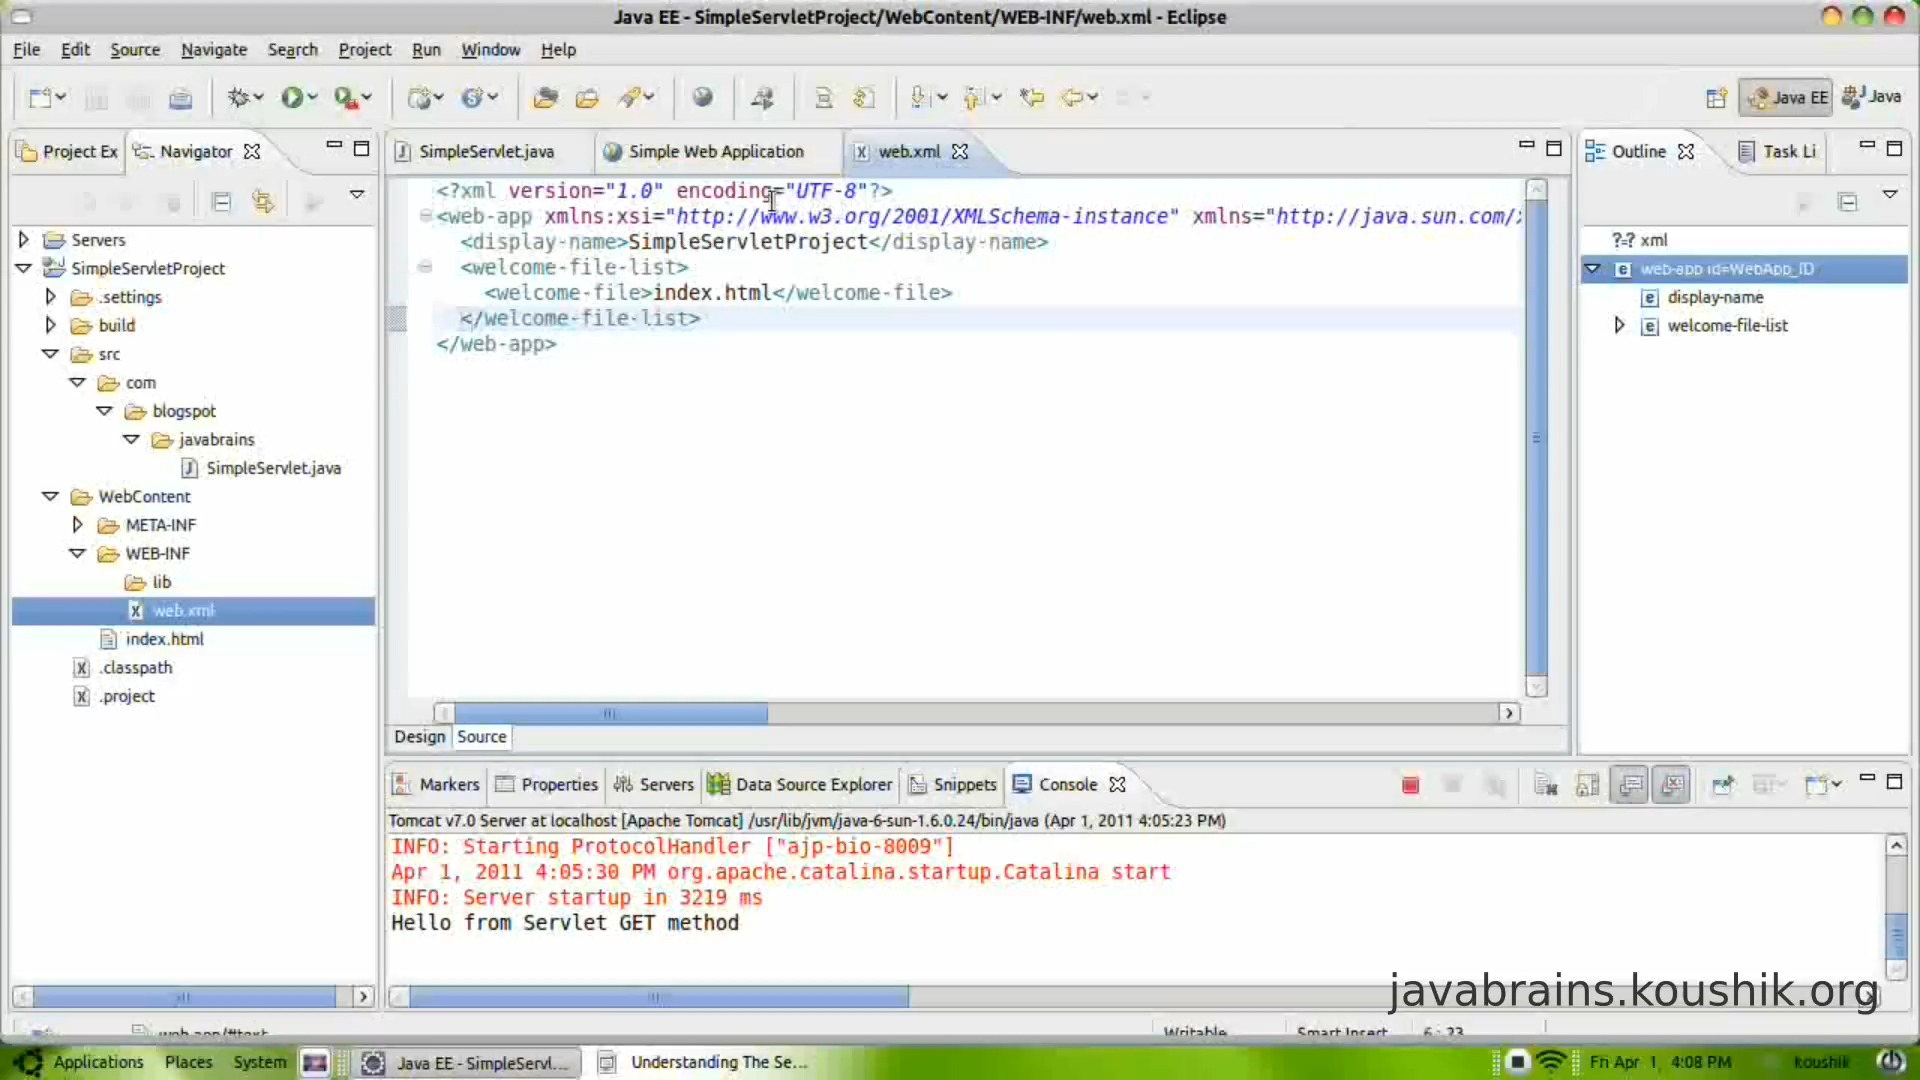 Java EE - SimpleServletProject/WebContent/WEB-INF/web.xml - Eclipse
File Edit Source Navigate Search Project Run Window Help
Java EE Java
Project Ex Navigator
Servers
SimpleServletProject
.settings
build
src
com
blogspot
javabrains
SimpleServlet.java
WebContent
META-INF
WEB-INF
lib
web.xml
index.html
.classpath
.project
SimpleServlet.java Simple Web Application web.xml
<?xml version="1.0" encoding="UTF-8"?>
<web-app xmlns:xsi="http://www.w3.org/2001/XMLSchema-instance" xmlns="http://java.sun.com/
<display-name>SimpleServletProject</display-name>
<welcome-file-list>
<welcome-file>index.html</welcome-file>
</welcome-file-list>
</web-app>
Design Source
Outline Task Li
?=? xml
web-app id=WebApp_ID
display-name
welcome-file-list
Markers Properties Servers Data Source Explorer Snippets Console
Tomcat v7.0 Server at localhost [Apache Tomcat] /usr/lib/jvm/java-6-sun-1.6.0.24/bin/java (Apr 1, 2011 4:05:23 PM)
INFO: Starting ProtocolHandler ["ajp-bio-8009"]
Apr 1, 2011 4:05:30 PM org.apache.catalina.startup.Catalina start
INFO: Server startup in 3219 ms
Hello from Servlet GET method
javabrains.koushik.org
web-app/#text Writable Smart Insert 6 : 23
Applications Places System Java EE - SimpleServl... Understanding The Se... Fri Apr 1, 4:08 PM koushik